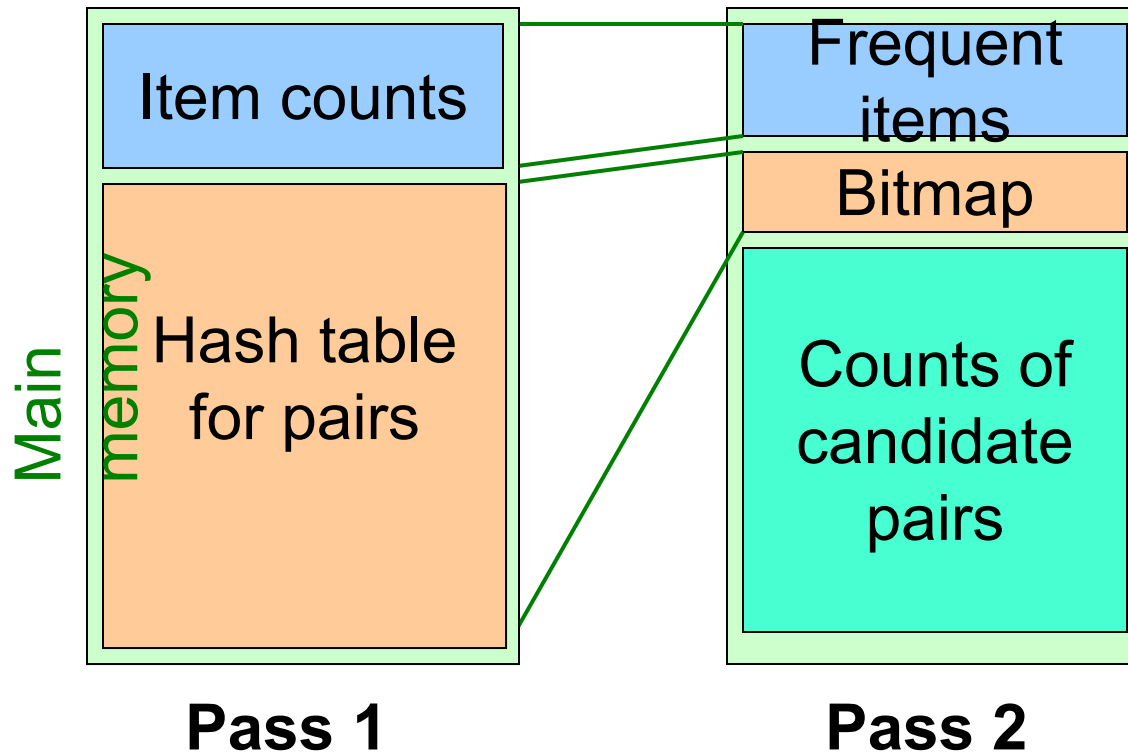 Main
memory
Item counts
Hash table
for pairs
Pass 1
Frequent
items
Bitmap
Counts of
candidate
pairs
Pass 2